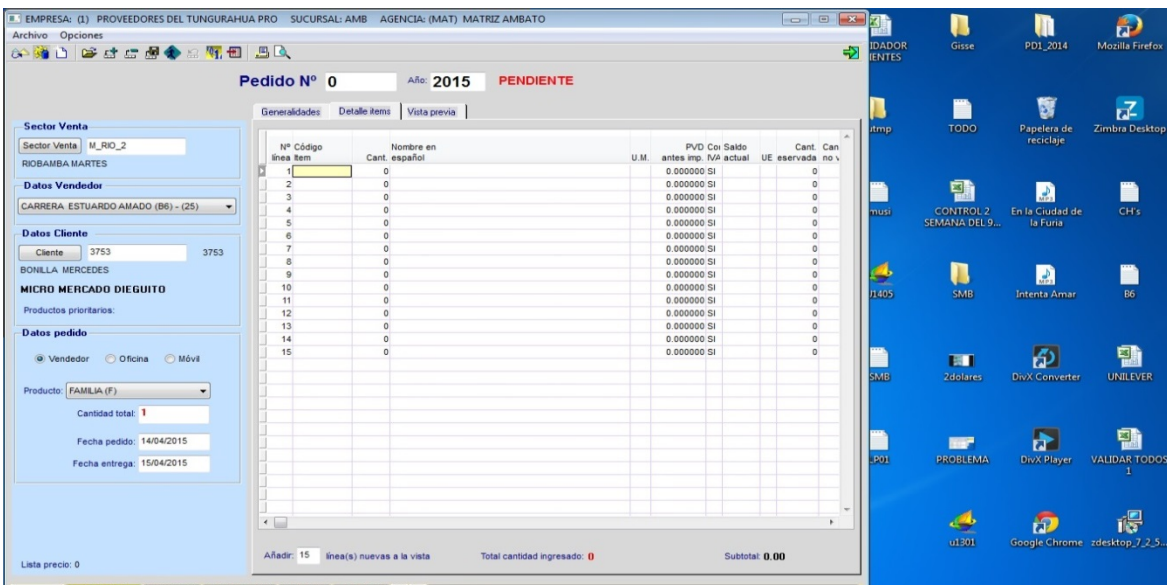 EMPRESA: (1) PROVEEDORES DEL TUNGURAHUA PRO SUCURSAL: AMB AGENCIA: (MAT) MATRIZ AMBATO
Archivo Opciones
Pedido Nº 0 Año: 2015 PENDIENTE
Generalidades Detalle items Vista previa
Sector Venta
Sector Venta M_RIO_2
RIOBAMBA MARTES
Datos Vendedor
CARRERA ESTUARDO AMADO (B6) - (25)
Datos Cliente
Cliente 3753 3753
BONILLA MERCEDES
MICRO MERCADO DIEGUITO
Productos prioritarios:
Datos pedido
Vendedor Oficina Móvil
Producto: FAMILIA (F)
Cantidad total: 1
Fecha pedido: 14/04/2015
Fecha entrega: 15/04/2015
Lista precio: 0
Nº Código Nombre en PVD Saldo Cant. Can
línea Item Cant. español U.M. antes imp. IVA actual UE eservada no v
1 0 0.000000 SI 0
2 0 0.000000 SI 0
3 0 0.000000 SI 0
4 0 0.000000 SI 0
5 0 0.000000 SI 0
6 0 0.000000 SI 0
7 0 0.000000 SI 0
8 0 0.000000 SI 0
9 0 0.000000 SI 0
10 0 0.000000 SI 0
11 0 0.000000 SI 0
12 0 0.000000 SI 0
13 0 0.000000 SI 0
14 0 0.000000 SI 0
15 0 0.000000 SI 0
Añadir: 15 línea(s) nuevas a la vista Total cantidad ingresado: 0 Subtotal: 0.00
IDADOR
IENTES
Gisse
PD1_2014
Mozilla Firefox
utmp
TODO
Papelera de
reciclaje
Zimbra Desktop
musi
CONTROL 2
SEMANA DEL 9...
MP3
En la Ciudad de
la Furia
CH's
U1405
SMB
MP3
Intenta Amar
B6
SMB
2dolares
DivX Converter
UNILEVER
_P01
PROBLEMA
DivX Player
VALIDAR TODOS
1
u1301
Google Chrome
zdesktop_7_2_5...